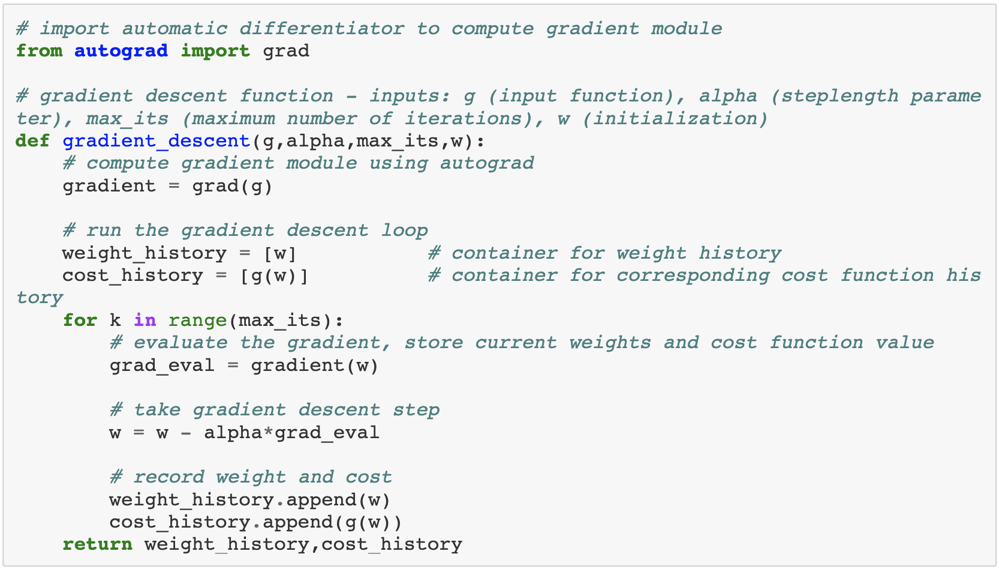 # import automatic differentiator to compute gradient module
from autograd import grad

# gradient descent function - inputs: g (input function), alpha (steplength parame
ter), max_its (maximum number of iterations), w (initialization)
def gradient_descent(g,alpha,max_its,w):
    # compute gradient module using autograd
    gradient = grad(g)

    # run the gradient descent loop
    weight_history = [w]           # container for weight history
    cost_history = [g(w)]          # container for corresponding cost function his
tory
    for k in range(max_its):
        # evaluate the gradient, store current weights and cost function value
        grad_eval = gradient(w)

        # take gradient descent step
        w = w - alpha*grad_eval

        # record weight and cost
        weight_history.append(w)
        cost_history.append(g(w))
    return weight_history,cost_history